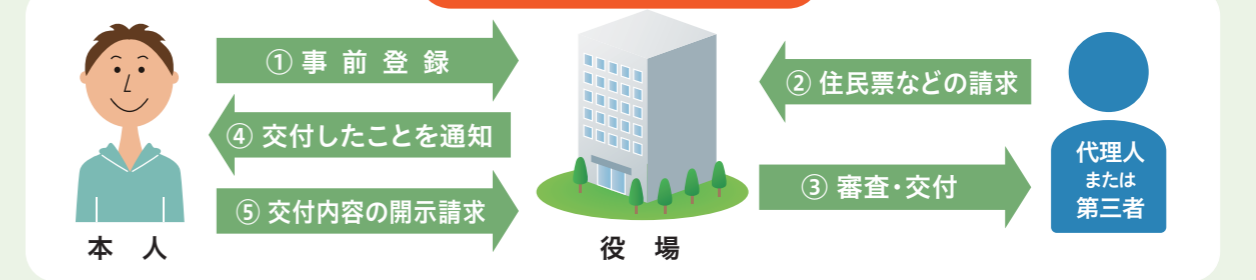 ① 事前登録
② 住民票などの請求
④ 交付したことを通知
③ 審査・交付
⑤ 交付内容の開示請求
代理人
または
第三者
本人
役場